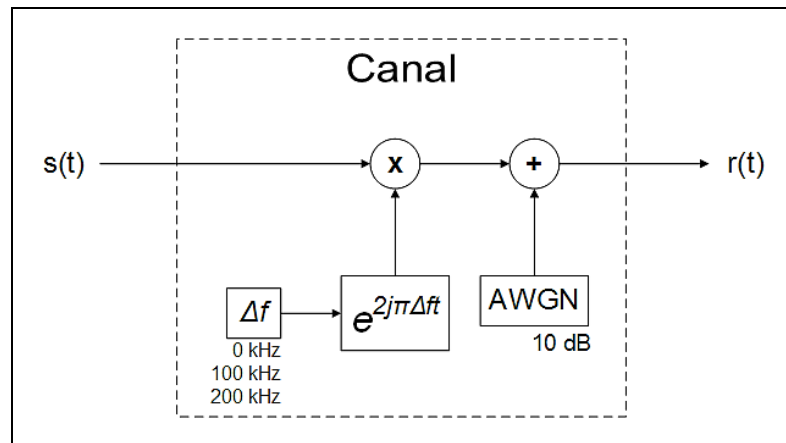 Canal
s(t)
x
+
r(t)
Δf
e^{2jπΔft}
AWGN
0 kHz
100 kHz
200 kHz
10 dB